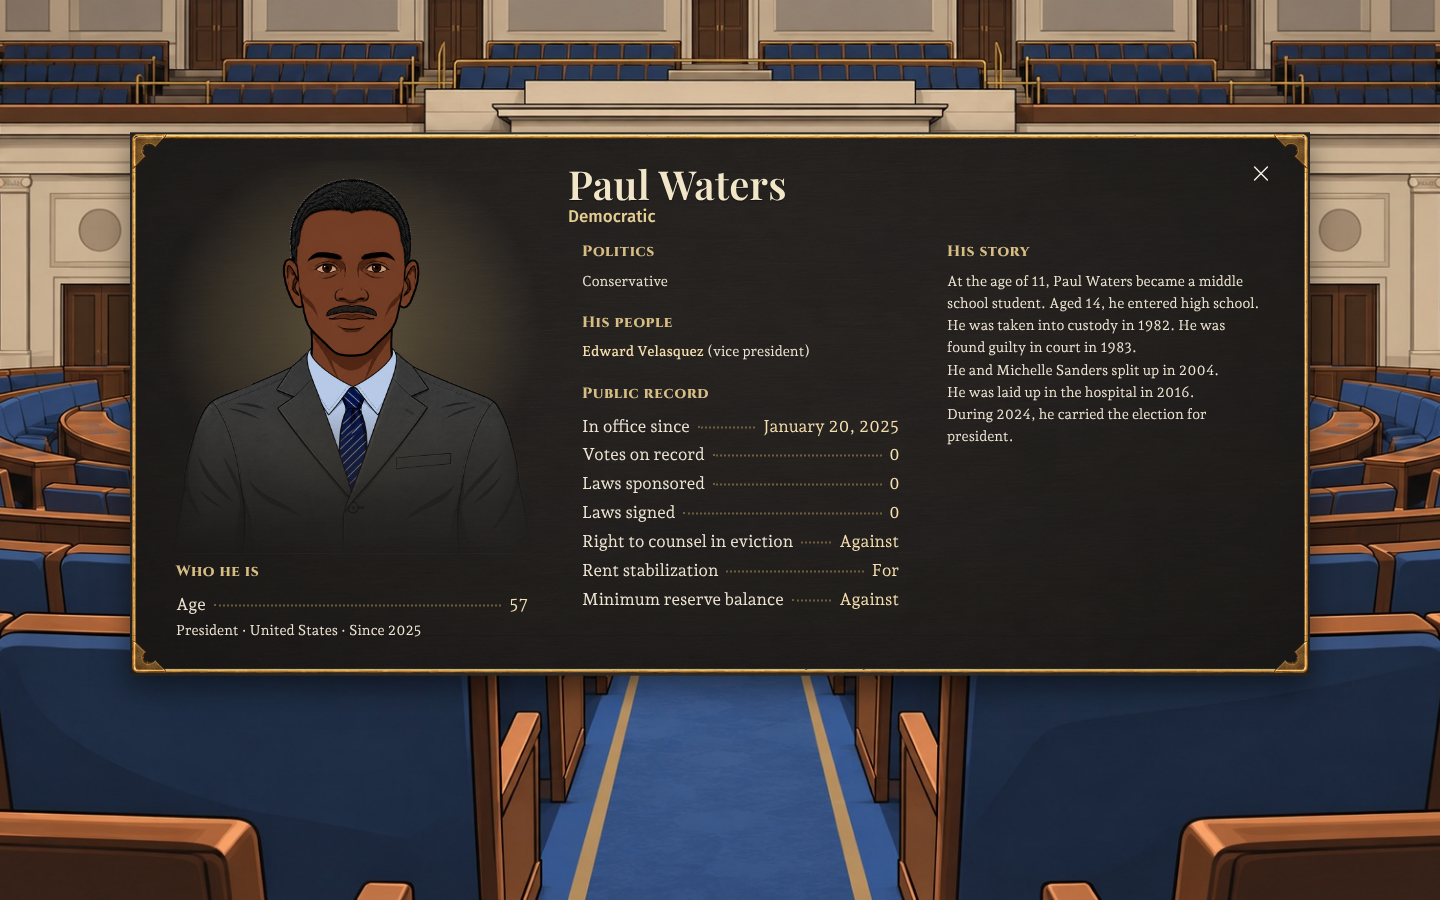 Paul Waters
Democratic
Politics
Conservative
His people
Edward Velasquez (vice president)
Public record
In office since January 20, 2025
Votes on record 0
Laws sponsored 0
Laws signed 0
Right to counsel in eviction Against
Rent stabilization For
Minimum reserve balance Against
His story
At the age of 11, Paul Waters became a middle
school student. Aged 14, he entered high school.
He was taken into custody in 1982. He was
found guilty in court in 1983.
He and Michelle Sanders split up in 2004.
He was laid up in the hospital in 2016.
During 2024, he carried the election for
president.
Who he is
Age 57
President · United States · Since 2025